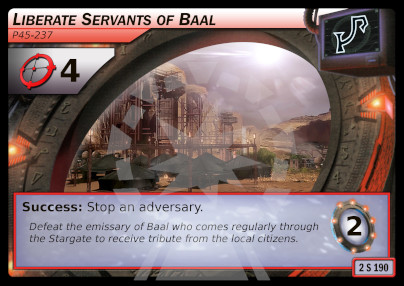 LIBERATE SERVANTS OF BAAL
P45-237
4
Success: Stop an adversary.
Defeat the emissary of Baal who comes regularly through
the Stargate to receive tribute from the local citizens.
2
2 S 190